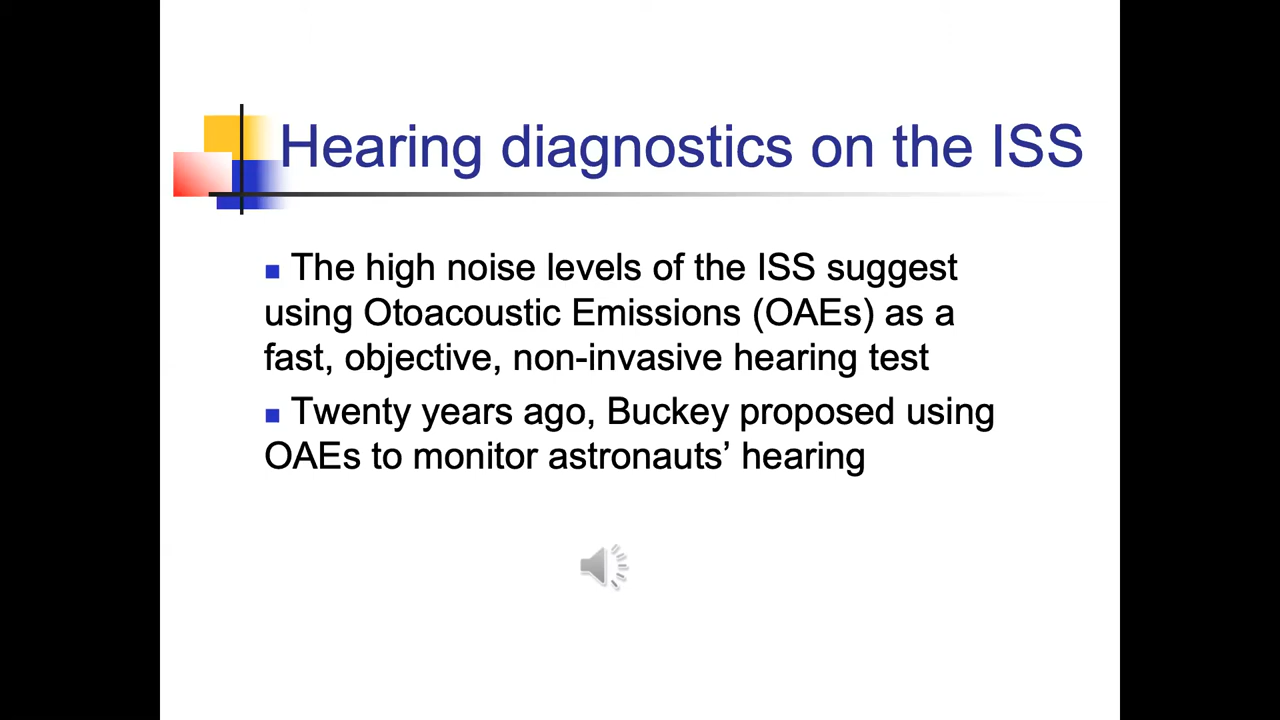 Hearing diagnostics on the ISS
The high noise levels of the ISS suggest
using Otoacoustic Emissions (OAEs) as a
fast, objective, non-invasive hearing test
Twenty years ago, Buckey proposed using
OAEs to monitor astronauts’ hearing